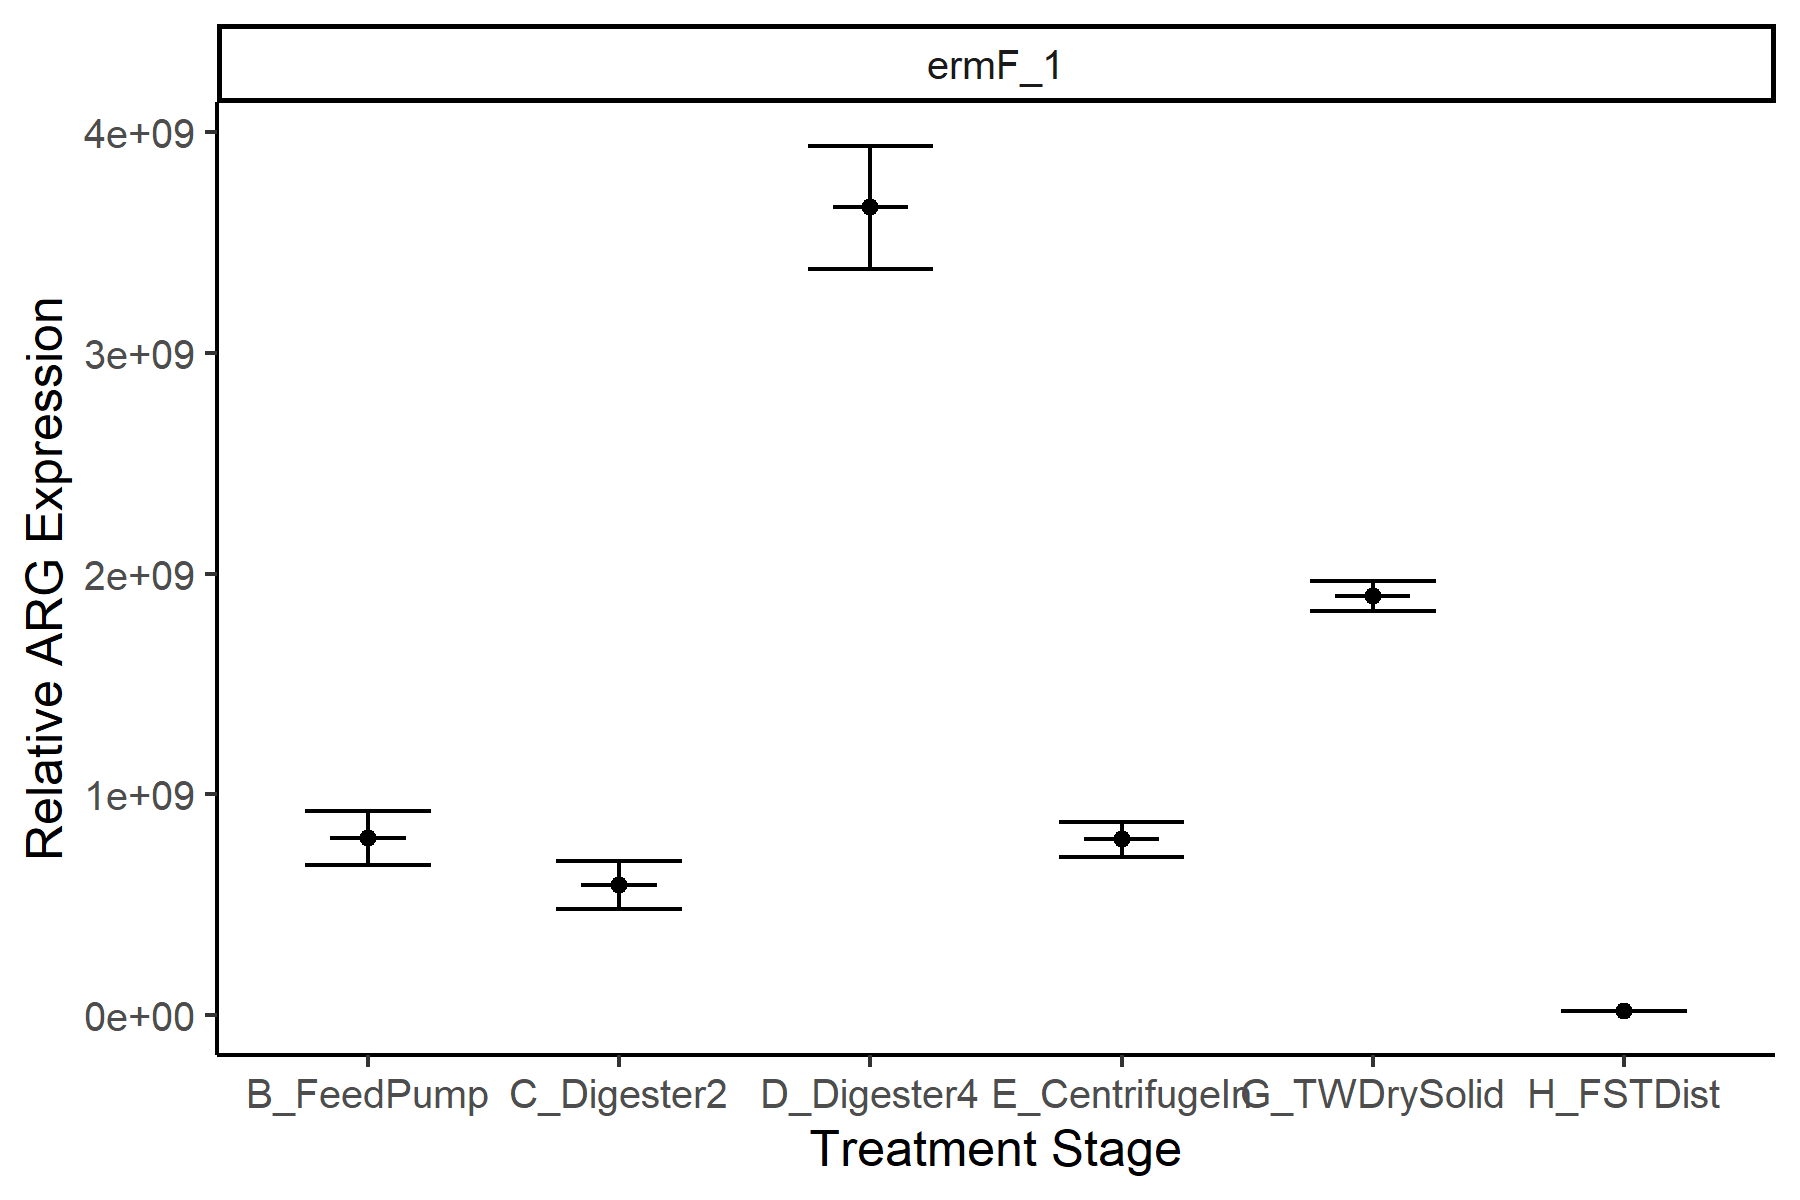 ermF_1
Relative ARG Expression
4e+09
3e+09
2e+09
1e+09
0e+00
B_FeedPump C_Digester2 D_Digester4 E_CentrifugeIn G_TWDrySolid H_FSTDist
Treatment Stage